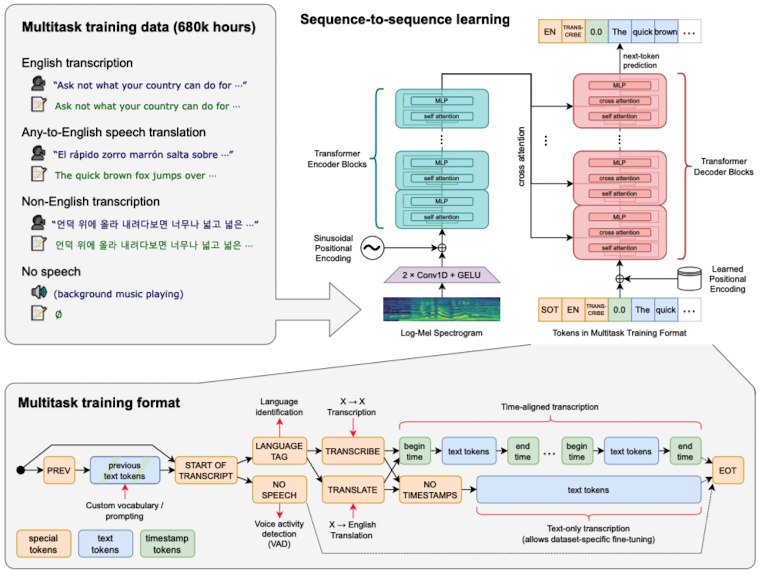 Multitask training data (680k hours)
English transcription
“Ask not what your country can do for ⋯”
Ask not what your country can do for ⋯
Any-to-English speech translation
“El rápido zorro marrón salta sobre ⋯”
The quick brown fox jumps over ⋯
Non-English transcription
“언덕 위에 올라 내려다보면 너무나 넓고 넓은 ⋯”
언덕 위에 올라 내려다보면 너무나 넓고 넓은 ⋯
No speech
(background music playing)
Ø
Sequence-to-sequence learning
EN
TRANS-
CRIBE
0.0
The
quick
brown
⋯
next-token
prediction
MLP
self attention
⋮
MLP
self attention
MLP
self attention
Transformer
Encoder Blocks
Sinusoidal
Positional
Encoding
2 × Conv1D + GELU
Log-Mel Spectrogram
cross attention
⋮
MLP
cross attention
self attention
⋮
MLP
cross attention
self attention
MLP
cross attention
self attention
Transformer
Decoder Blocks
Learned
Positional
Encoding
SOT
EN
TRANS-
CRIBE
0.0
The
quick
⋯
Tokens in Multitask Training Format
Multitask training format
PREV
previous
text tokens
Custom vocabulary /
prompting
START OF
TRANSCRIPT
Language
identification
LANGUAGE
TAG
NO
SPEECH
Voice activity
detection
(VAD)
X → X
Transcription
TRANSCRIBE
TRANSLATE
X → English
Translation
Time-aligned transcription
begin
time
text tokens
end
time
⋯
begin
time
text tokens
end
time
NO
TIMESTAMPS
text tokens
Text-only transcription
(allows dataset-specific fine-tuning)
EOT
special
tokens
text
tokens
timestamp
tokens